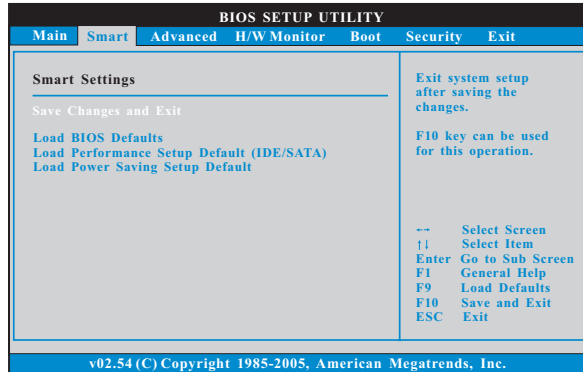 BIOS SETUP UTILITY
Main Smart Advanced H/W Monitor Boot Security Exit
Smart Settings
Save Changes and Exit
Load BIOS Defaults
Load Performance Setup Default (IDE/SATA)
Load Power Saving Setup Default
Exit system setup
after saving the
changes.
F10 key can be used
for this operation.
←→ Select Screen
↑↓ Select Item
Enter Go to Sub Screen
F1 General Help
F9 Load Defaults
F10 Save and Exit
ESC Exit
v02.54 (C) Copyright 1985-2005, American Megatrends, Inc.